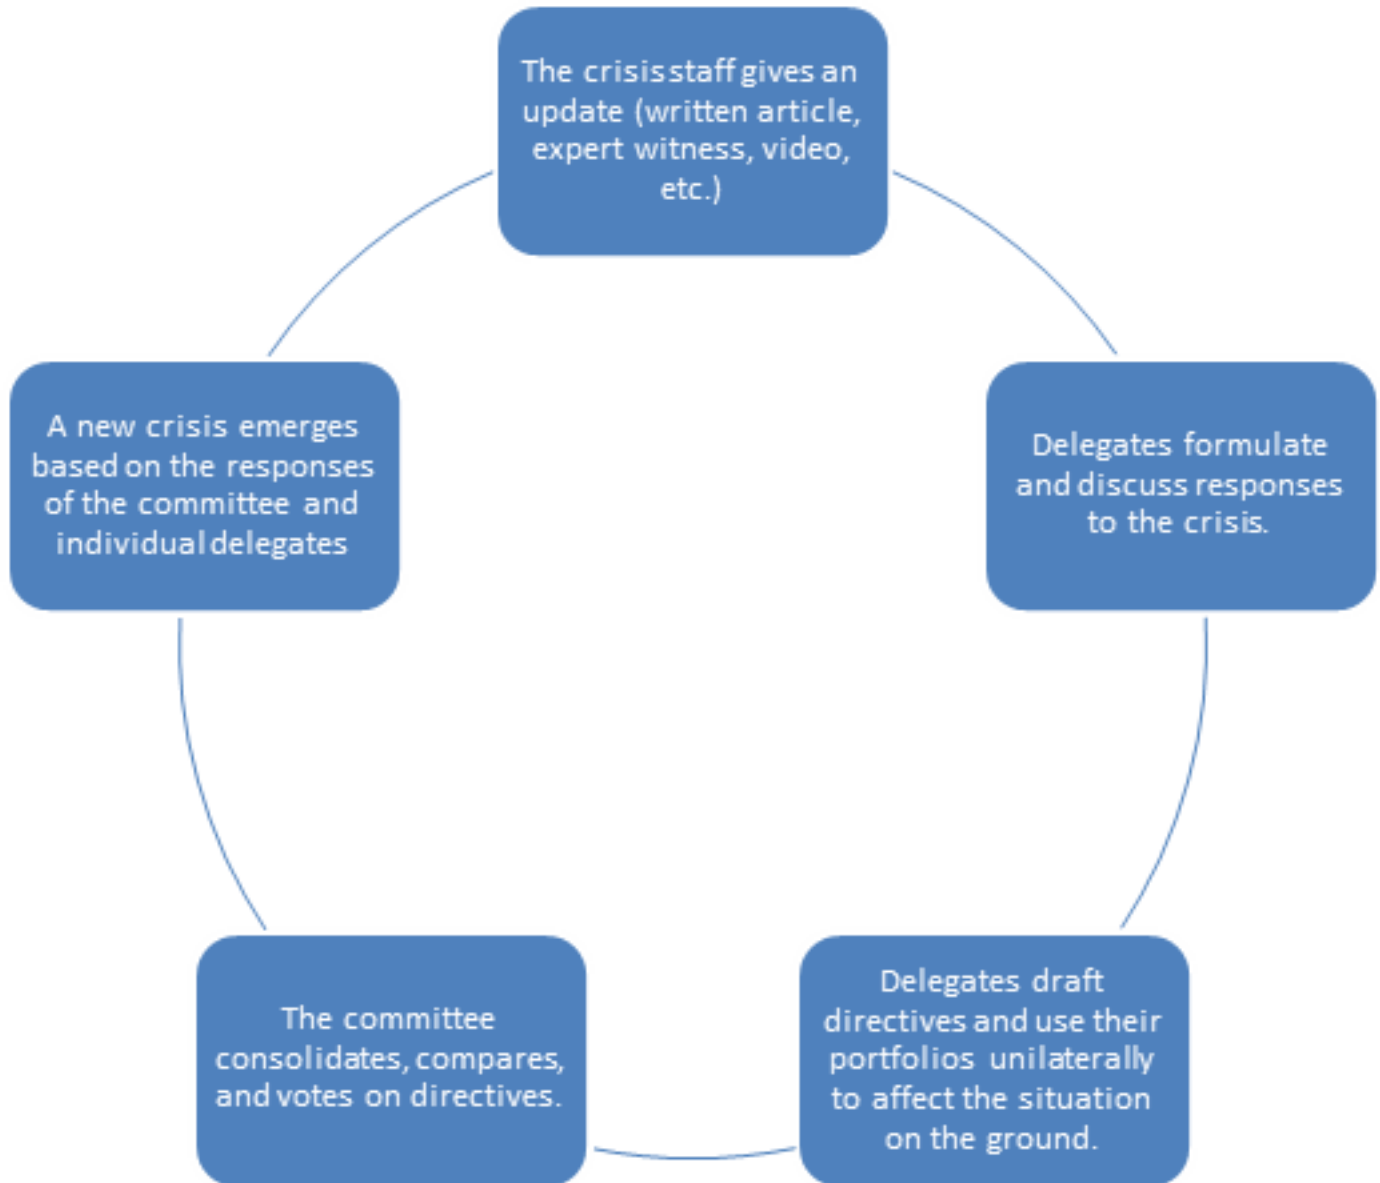 The crisis staff gives an
update (written article,
expert witness, video,
etc.)
Delegates formulate
and discuss responses
to the crisis.
Delegates draft
directives and use their
portfolios unilaterally
to affect the situation
on the ground.
The committee
consolidates, compares,
and votes on directives.
A new crisis emerges
based on the responses
of the committee and
individual delegates